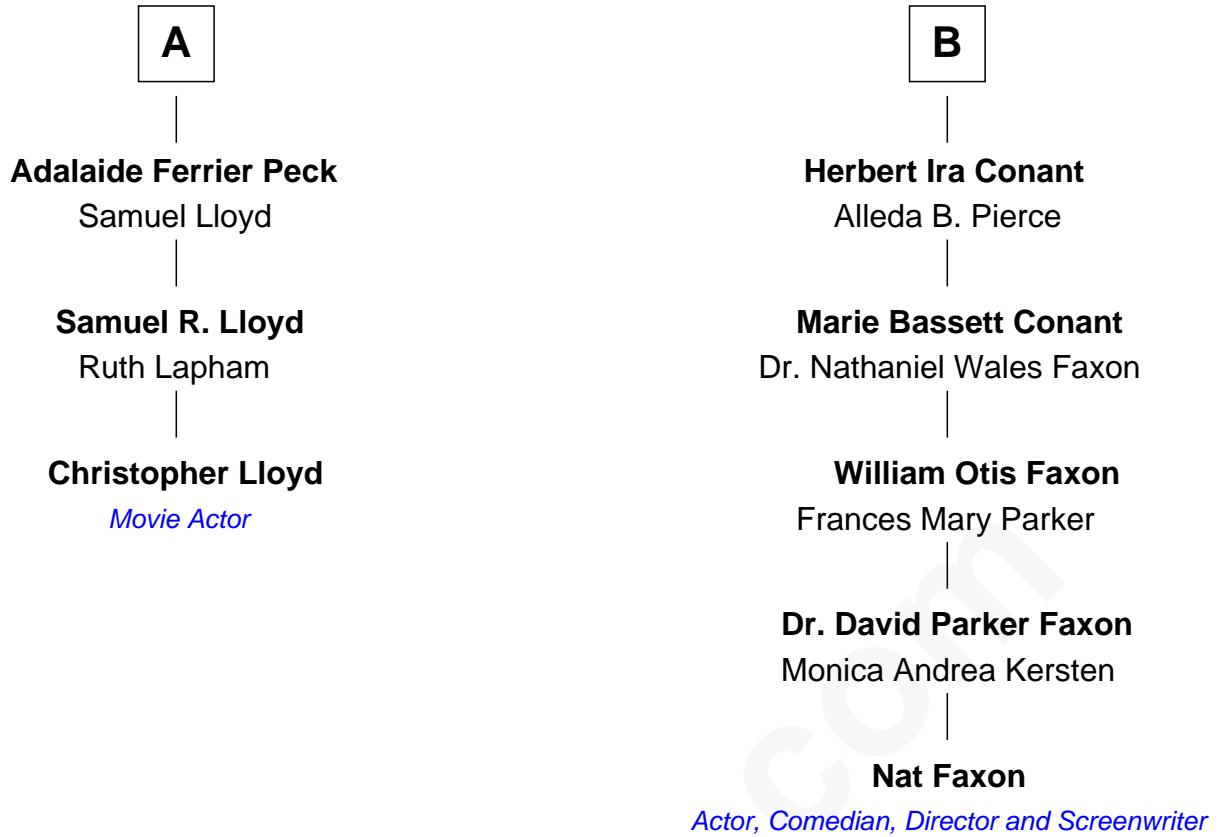 A
Adalaide Ferrier Peck
Samuel Lloyd
Samuel R. Lloyd
Ruth Lapham
Christopher Lloyd
Movie Actor
B
Herbert Ira Conant
Alleda B. Pierce
Marie Bassett Conant
Dr. Nathaniel Wales Faxon
William Otis Faxon
Frances Mary Parker
Dr. David Parker Faxon
Monica Andrea Kersten
Nat Faxon
Actor, Comedian, Director and Screenwriter
com